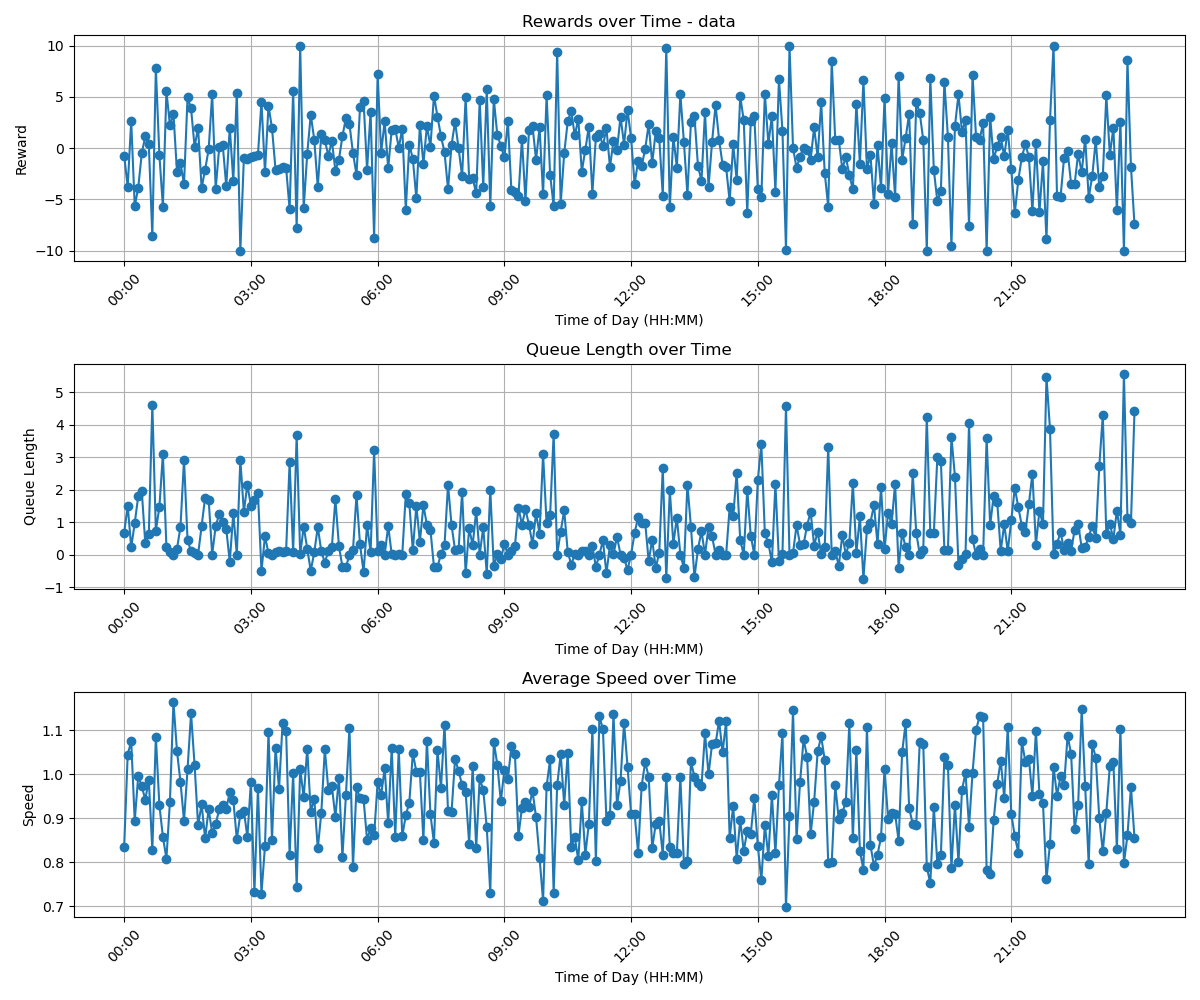 Rewards over Time - data
Reward
10
5
0
−5
−10
00:00 03:00 06:00 09:00 12:00 15:00 18:00 21:00
Time of Day (HH:MM)
Queue Length over Time
Queue Length
5
4
3
2
1
0
−1
00:00 03:00 06:00 09:00 12:00 15:00 18:00 21:00
Time of Day (HH:MM)
Average Speed over Time
Speed
1.1
1.0
0.9
0.8
0.7
00:00 03:00 06:00 09:00 12:00 15:00 18:00 21:00
Time of Day (HH:MM)